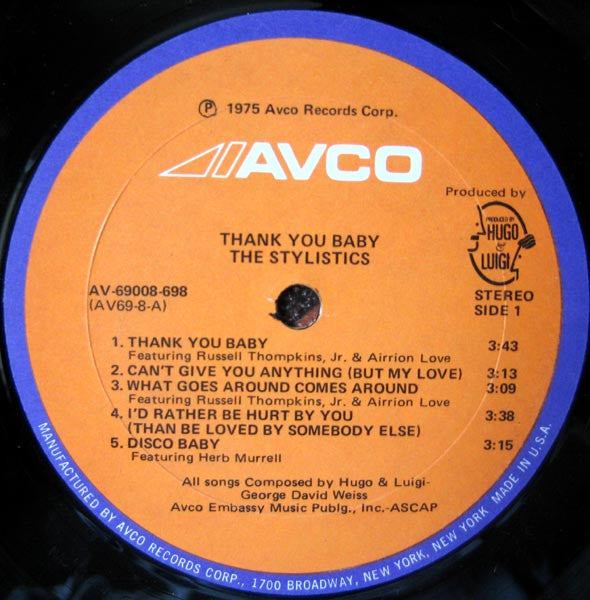 ℗ 1975 Avco Records Corp.
AVCO
Produced by
PRODUCED BY
HUGO
&
LUIGI
THANK YOU BABY
THE STYLISTICS
AV-69008-698
(AV69-8-A)
STEREO
SIDE 1
1. THANK YOU BABY 3:43
Featuring Russell Thompkins, Jr. & Airrion Love
2. CAN'T GIVE YOU ANYTHING (BUT MY LOVE) 3:13
3. WHAT GOES AROUND COMES AROUND 3:09
Featuring Russell Thompkins, Jr. & Airrion Love
4. I'D RATHER BE HURT BY YOU 3:38
(THAN BE LOVED BY SOMEBODY ELSE)
5. DISCO BABY 3:15
Featuring Herb Murrell
All songs Composed by Hugo & Luigi-
George David Weiss
Avco Embassy Music Publg., Inc.-ASCAP
MANUFACTURED BY AVCO RECORDS CORP., 1700 BROADWAY, NEW YORK, NEW YORK MADE IN U.S.A.